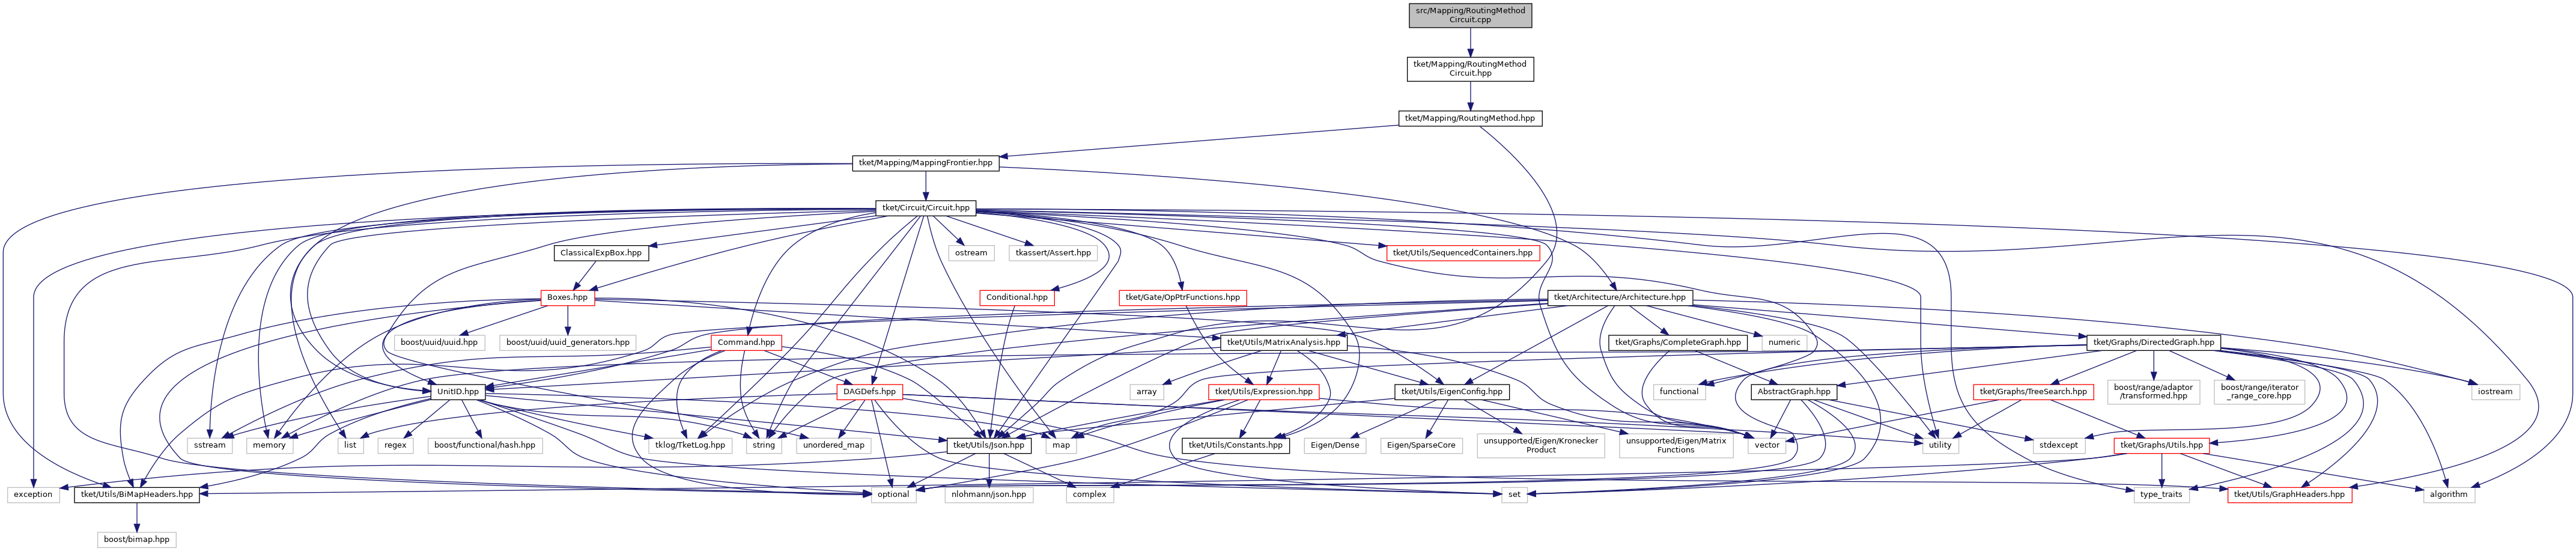 src/Mapping/RoutingMethod
Circuit.cpp
tket/Mapping/RoutingMethod
Circuit.hpp
tket/Mapping/RoutingMethod.hpp
tket/Mapping/MappingFrontier.hpp
tket/Circuit/Circuit.hpp
ClassicalExpBox.hpp
ostream
tkassert/Assert.hpp
tket/Utils/SequencedContainers.hpp
Boxes.hpp
Conditional.hpp
tket/Gate/OpPtrFunctions.hpp
tket/Architecture/Architecture.hpp
boost/uuid/uuid.hpp
boost/uuid/uuid_generators.hpp
Command.hpp
tket/Utils/MatrixAnalysis.hpp
tket/Graphs/CompleteGraph.hpp
numeric
tket/Graphs/DirectedGraph.hpp
UnitID.hpp
DAGDefs.hpp
array
tket/Utils/Expression.hpp
tket/Utils/EigenConfig.hpp
functional
AbstractGraph.hpp
tket/Graphs/TreeSearch.hpp
boost/range/adaptor
/transformed.hpp
boost/range/iterator
_range_core.hpp
iostream
sstream
memory
list
regex
boost/functional/hash.hpp
tklog/TketLog.hpp
string
unordered_map
tket/Utils/Json.hpp
map
tket/Utils/Constants.hpp
Eigen/Dense
Eigen/SparseCore
unsupported/Eigen/Kronecker
Product
unsupported/Eigen/Matrix
Functions
vector
utility
stdexcept
tket/Graphs/Utils.hpp
exception
tket/Utils/BiMapHeaders.hpp
optional
nlohmann/json.hpp
complex
set
type_traits
tket/Utils/GraphHeaders.hpp
algorithm
boost/bimap.hpp